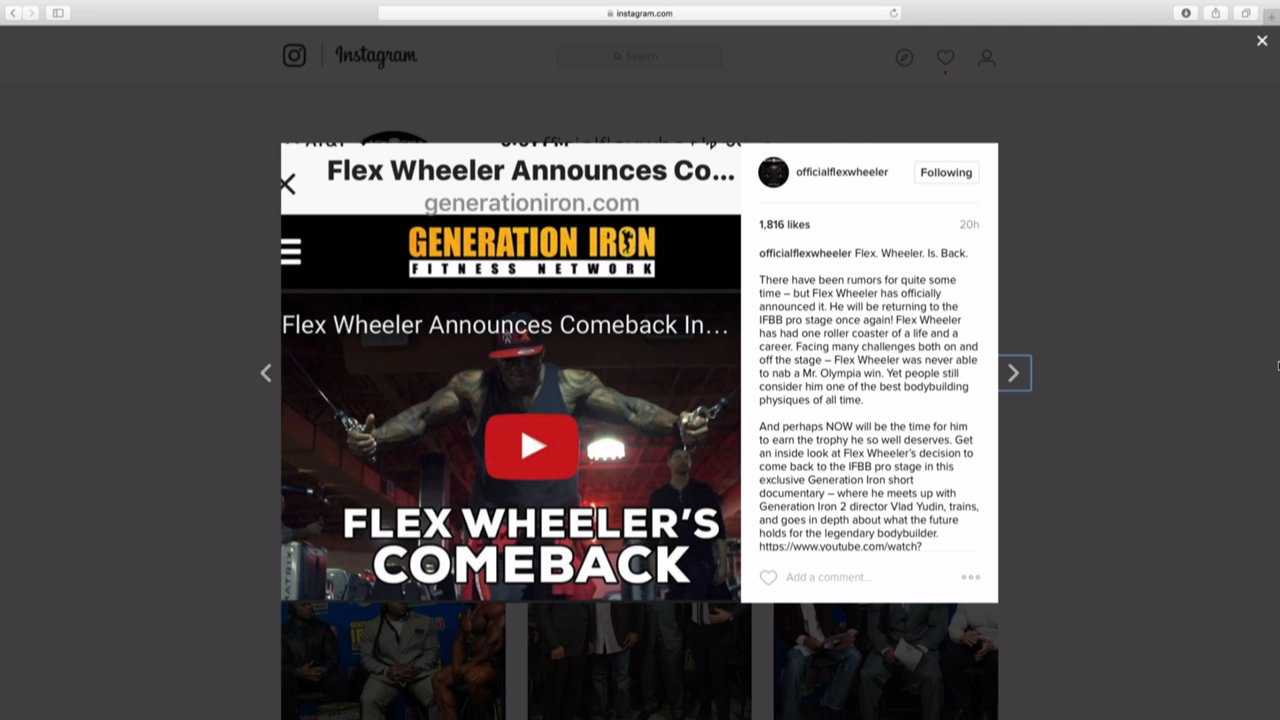 instagram.com
Instagram
Search
Flex Wheeler Announces Co...
generationiron.com
GENERATION IRON
FITNESS NETWORK
Flex Wheeler Announces Comeback In...
FLEX WHEELER'S
COMEBACK
MATRIX
officialflexwheeler
Following
1,816 likes
20h
officialflexwheeler Flex. Wheeler. Is. Back.
There have been rumors for quite some
time – but Flex Wheeler has officially
announced it. He will be returning to the
IFBB pro stage once again! Flex Wheeler
has had one roller coaster of a life and a
career. Facing many challenges both on and
off the stage – Flex Wheeler was never able
to nab a Mr. Olympia win. Yet people still
consider him one of the best bodybuilding
physiques of all time.
And perhaps NOW will be the time for him
to earn the trophy he so well deserves. Get
an inside look at Flex Wheeler's decision to
come back to the IFBB pro stage in this
exclusive Generation Iron short
documentary – where he meets up with
Generation Iron 2 director Vlad Yudin, trains,
and goes in depth about what the future
holds for the legendary bodybuilder.
https://www.youtube.com/watch?
Add a comment...